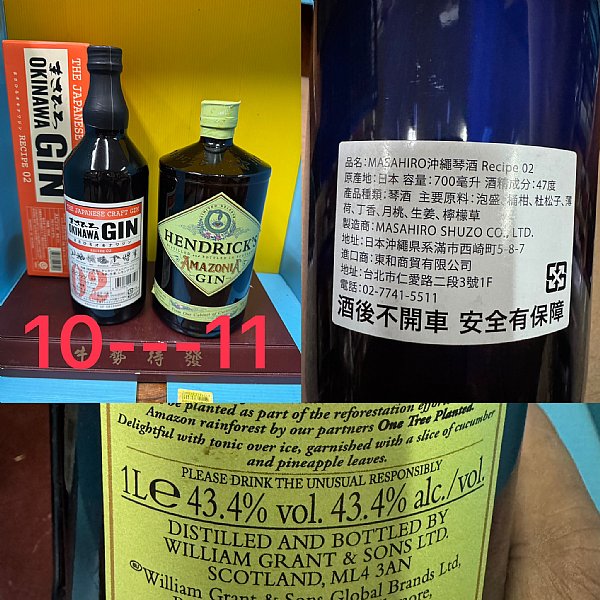 THE JAPANESE
OKINAWA
GIN
RECIPE 02
THE JAPANESE CRAFT GIN
OKINAWA GIN
RECIPE 02
02
HENDRICK'S
AMAZONIA
GIN
10---11
牛勢待發
品名:MASAHIRO沖繩琴酒 Recipe 02
原產地:日本 容量:700毫升 酒精成分:47度
產品種類:琴酒 主要原料:泡盛、桶柑、杜松子、薄
荷、丁香、月桃、生姜、檸檬草
製造商:MASAHIRO SHUZO CO., LTD.
地址:日本沖繩県系滿市西崎町5-8-7
進口商:東和商貿有限公司
地址:台北市仁愛路二段3號1F
電話:02-7741-5511
酒後不開車 安全有保障
planted as part of the reforestation
Amazon rainforest by our partners One Tree Planted.
Delightful with tonic over ice, garnished with a slice of cucumber
and pineapple leaves.
PLEASE DRINK THE UNUSUAL RESPONSIBLY
1Le 43.4% vol. 43.4% alc./vol.
DISTILLED AND BOTTLED BY
WILLIAM GRANT & SONS LTD.
SCOTLAND, ML4 3AN
William Grant & Sons Global Brands Ltd,